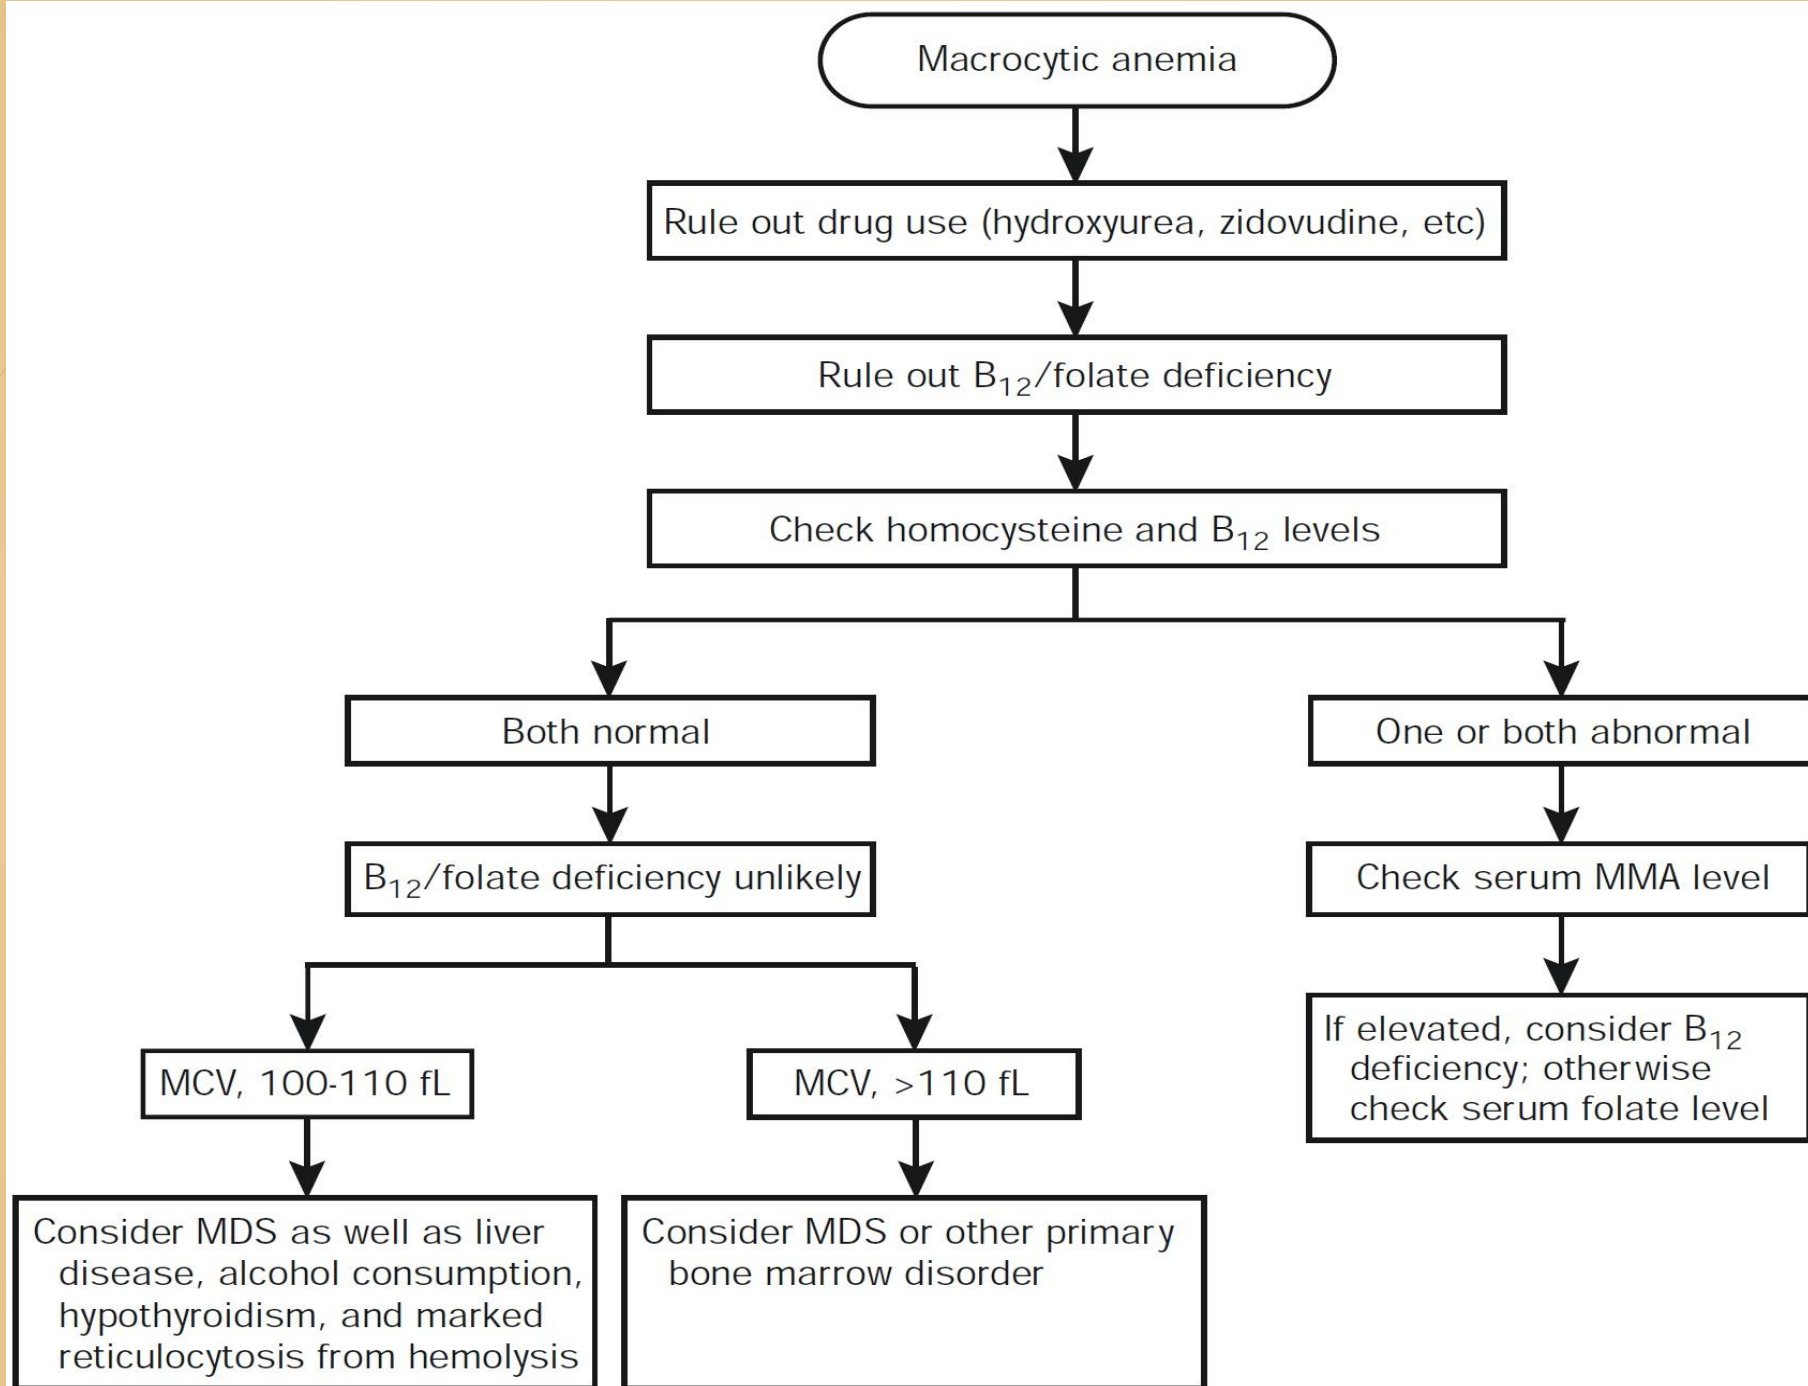 Macrocytic anemia
Rule out drug use (hydroxyurea, zidovudine, etc)
Rule out B₁₂/folate deficiency
Check homocysteine and B₁₂ levels
Both normal
One or both abnormal
B₁₂/folate deficiency unlikely
Check serum MMA level
MCV, 100-110 fL
MCV, >110 fL
If elevated, consider B₁₂
deficiency; otherwise
check serum folate level
Consider MDS as well as liver
disease, alcohol consumption,
hypothyroidism, and marked
reticulocytosis from hemolysis
Consider MDS or other primary
bone marrow disorder